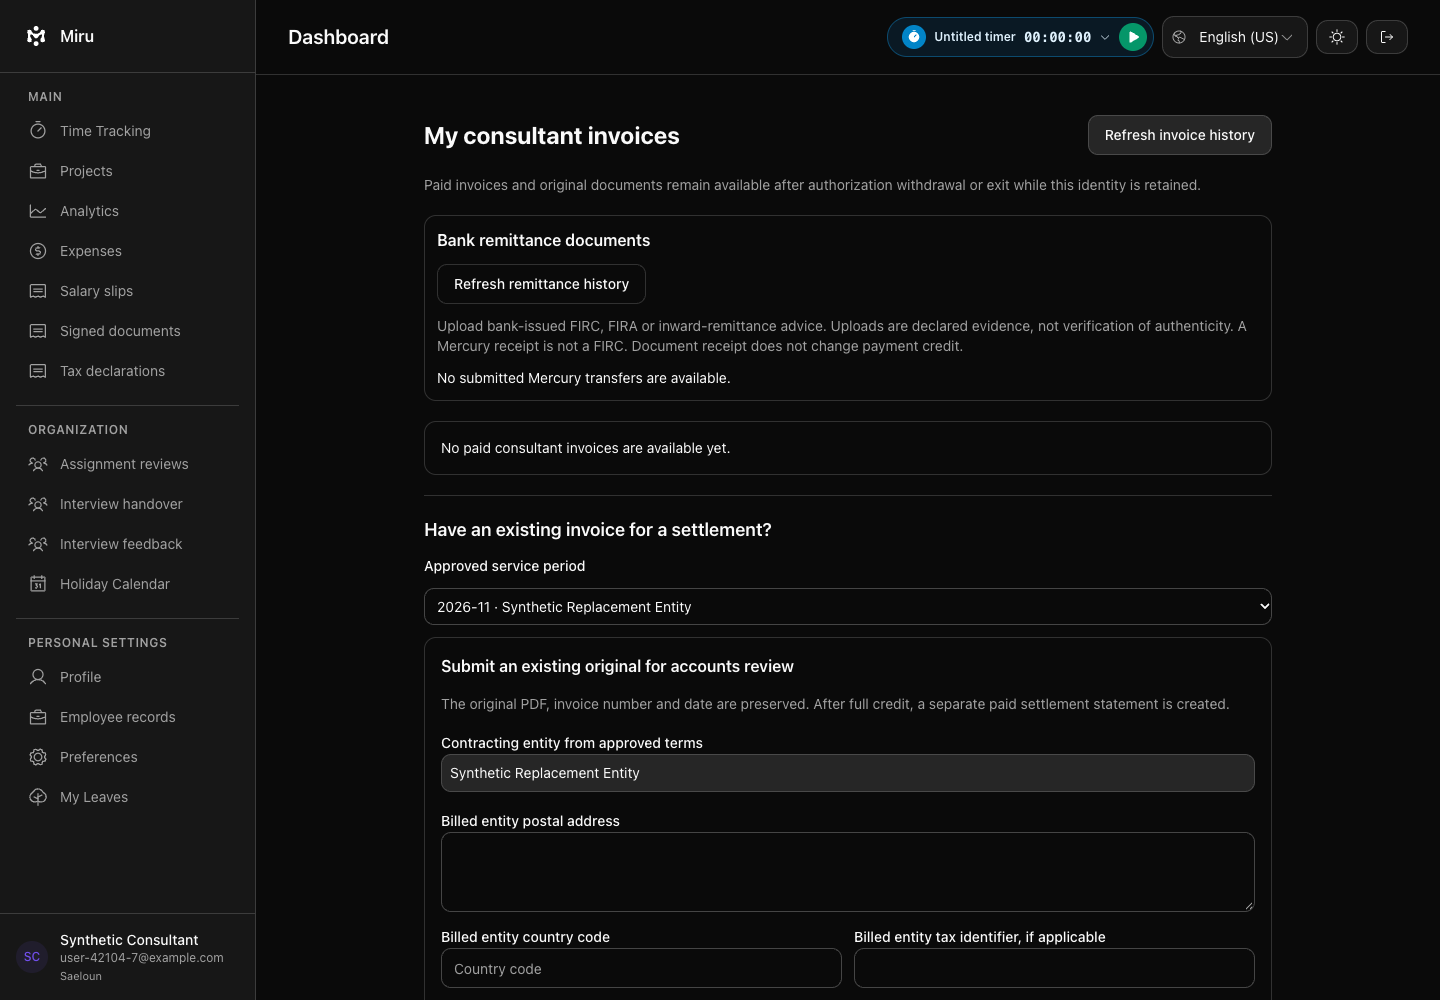 Miru
MAIN
Time Tracking
Projects
Analytics
Expenses
Salary slips
Signed documents
Tax declarations
ORGANIZATION
Assignment reviews
Interview handover
Interview feedback
Holiday Calendar
PERSONAL SETTINGS
Profile
Employee records
Preferences
My Leaves
SC
Synthetic Consultant
user-42104-7@example.com
Saeloun
Dashboard
Untitled timer 00:00:00
English (US)
My consultant invoices
Refresh invoice history
Paid invoices and original documents remain available after authorization withdrawal or exit while this identity is retained.
Bank remittance documents
Refresh remittance history
Upload bank-issued FIRC, FIRA or inward-remittance advice. Uploads are declared evidence, not verification of authenticity. A
Mercury receipt is not a FIRC. Document receipt does not change payment credit.
No submitted Mercury transfers are available.
No paid consultant invoices are available yet.
Have an existing invoice for a settlement?
Approved service period
2026-11 · Synthetic Replacement Entity
Submit an existing original for accounts review
The original PDF, invoice number and date are preserved. After full credit, a separate paid settlement statement is created.
Contracting entity from approved terms
Synthetic Replacement Entity
Billed entity postal address
Billed entity country code
Billed entity tax identifier, if applicable
Country code